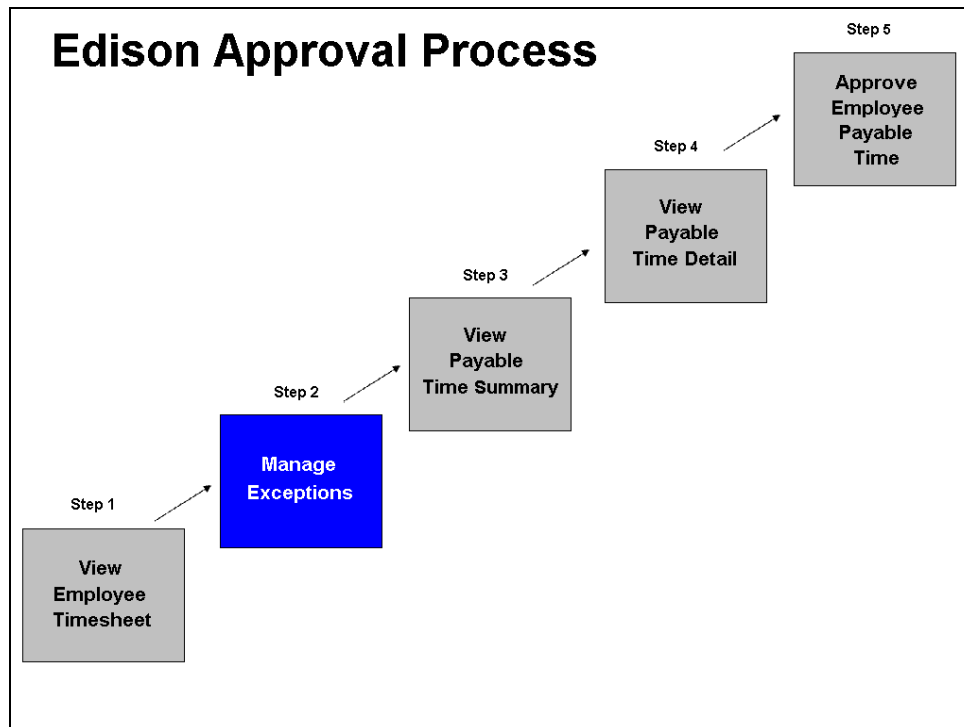 Edison Approval Process
Step 1
View
Employee
Timesheet
Step 2
Manage
Exceptions
Step 3
View
Payable
Time Summary
Step 4
View
Payable
Time Detail
Step 5
Approve
Employee
Payable
Time